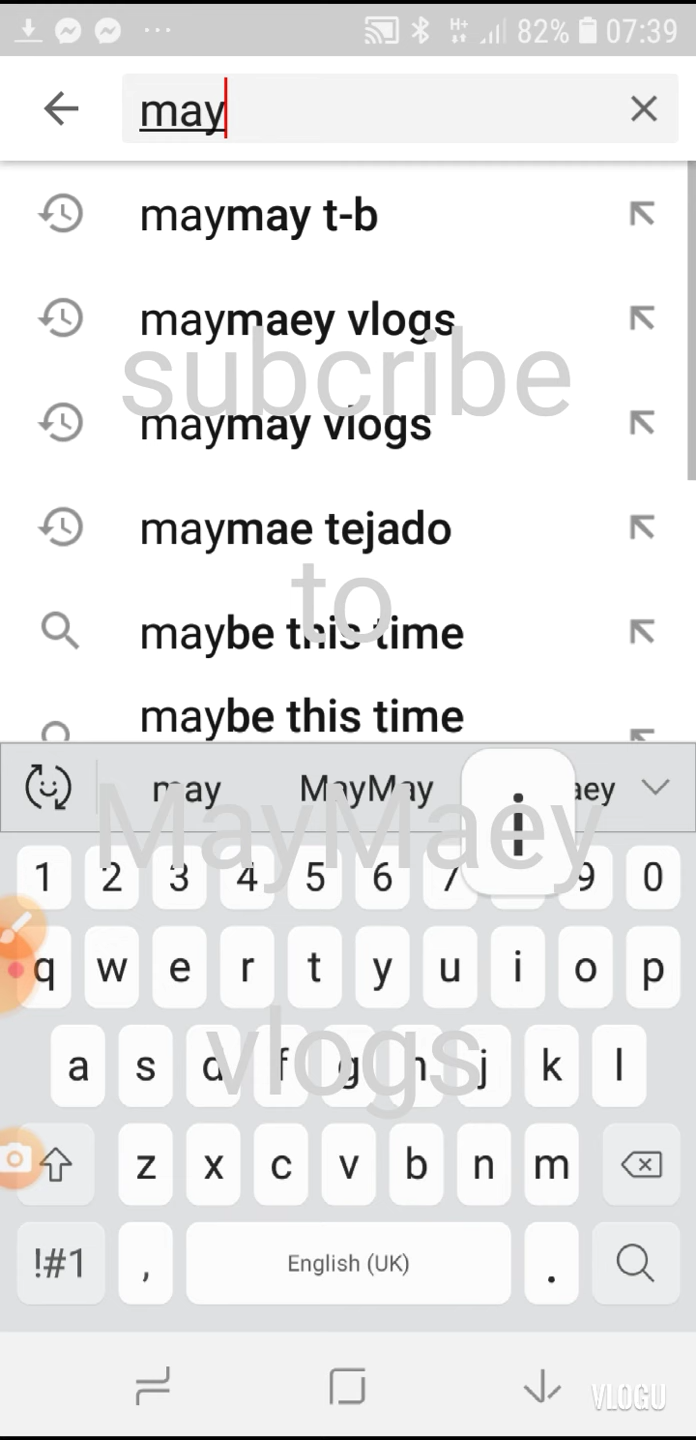 82% 07:39
may
maymay t-b
maymaey vlogs
subcribe
maymay vlogs
maymae tejado
to
maybe this time
maybe this time
may MayMay aey
i
MayMaey
1 2 3 4 5 6 7 9 0
q w e r t y u i o p
vlogs
a s d f g h j k l
z x c v b n m
!#1 , English (UK) .
VLOGU